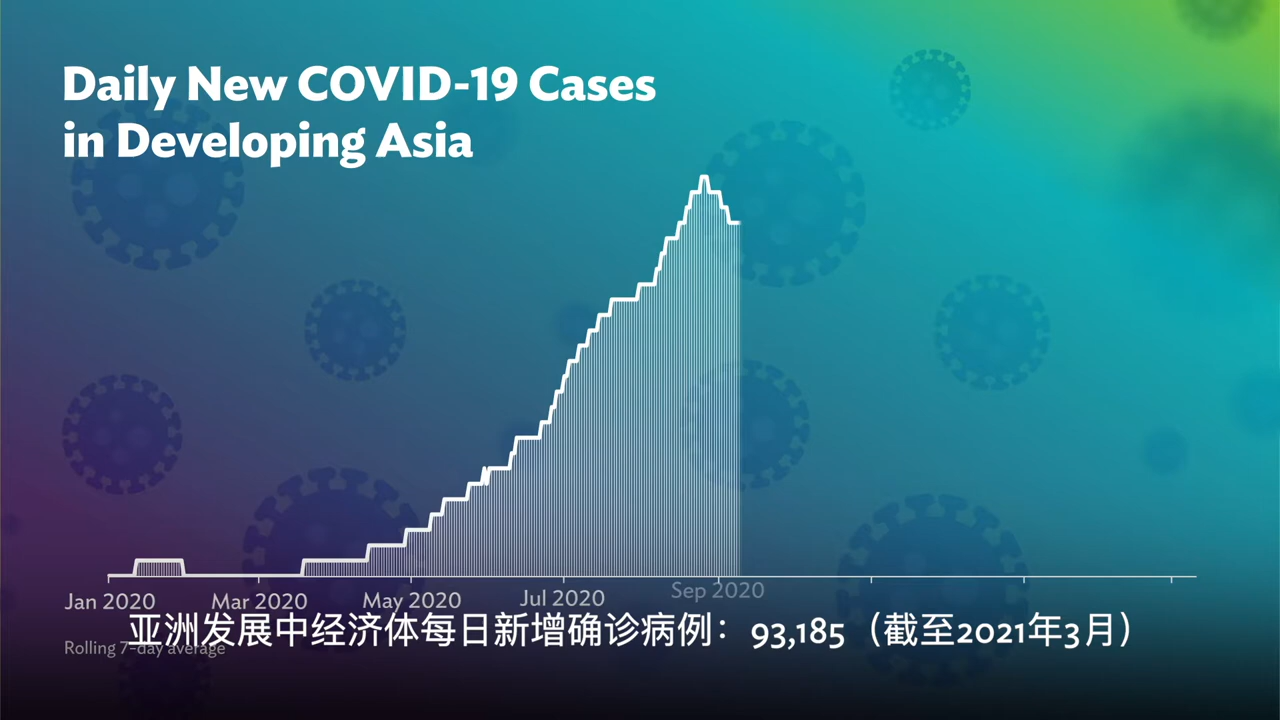 Daily New COVID-19 Cases
in Developing Asia
Jan 2020 Mar 2020 May 2020 Jul 2020 Sep 2020
亚洲发展中经济体每日新增确诊病例：93,185（截至2021年3月）
Rolling 7-day average